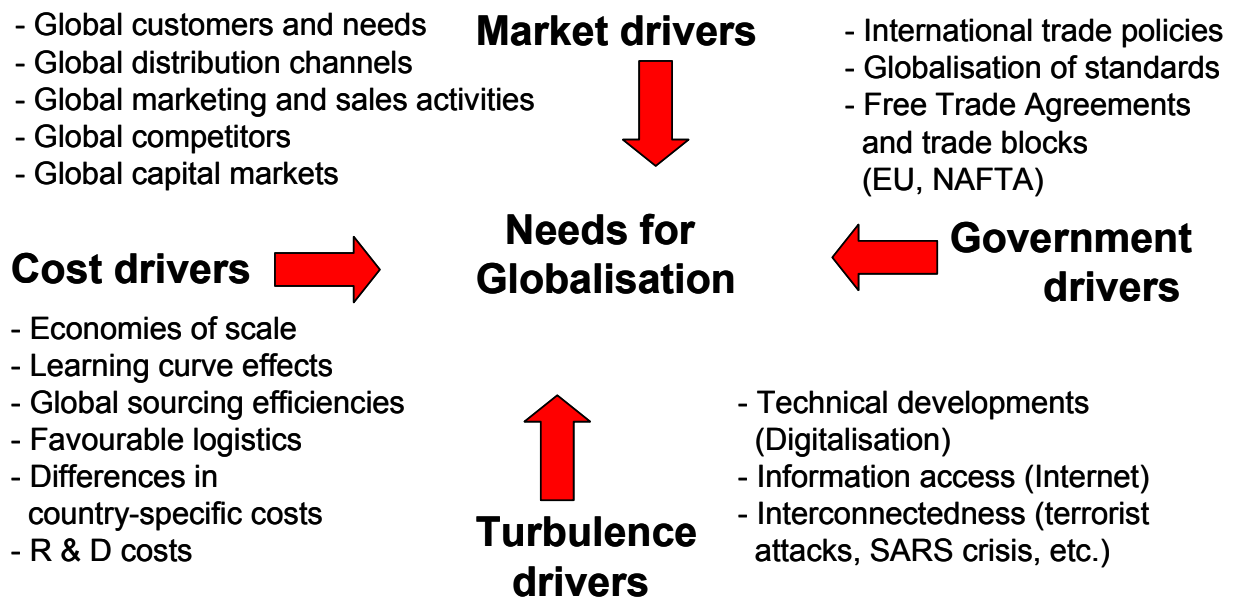 - Global customers and needs
- Global distribution channels
- Global marketing and sales activities
- Global competitors
- Global capital markets
Market drivers
- International trade policies
- Globalisation of standards
- Free Trade Agreements
and trade blocks
(EU, NAFTA)
Cost drivers
Needs for
Globalisation
Government
drivers
- Economies of scale
- Learning curve effects
- Global sourcing efficiencies
- Favourable logistics
- Differences in
country-specific costs
- R & D costs
Turbulence
drivers
- Technical developments
(Digitalisation)
- Information access (Internet)
- Interconnectedness (terrorist
attacks, SARS crisis, etc.)